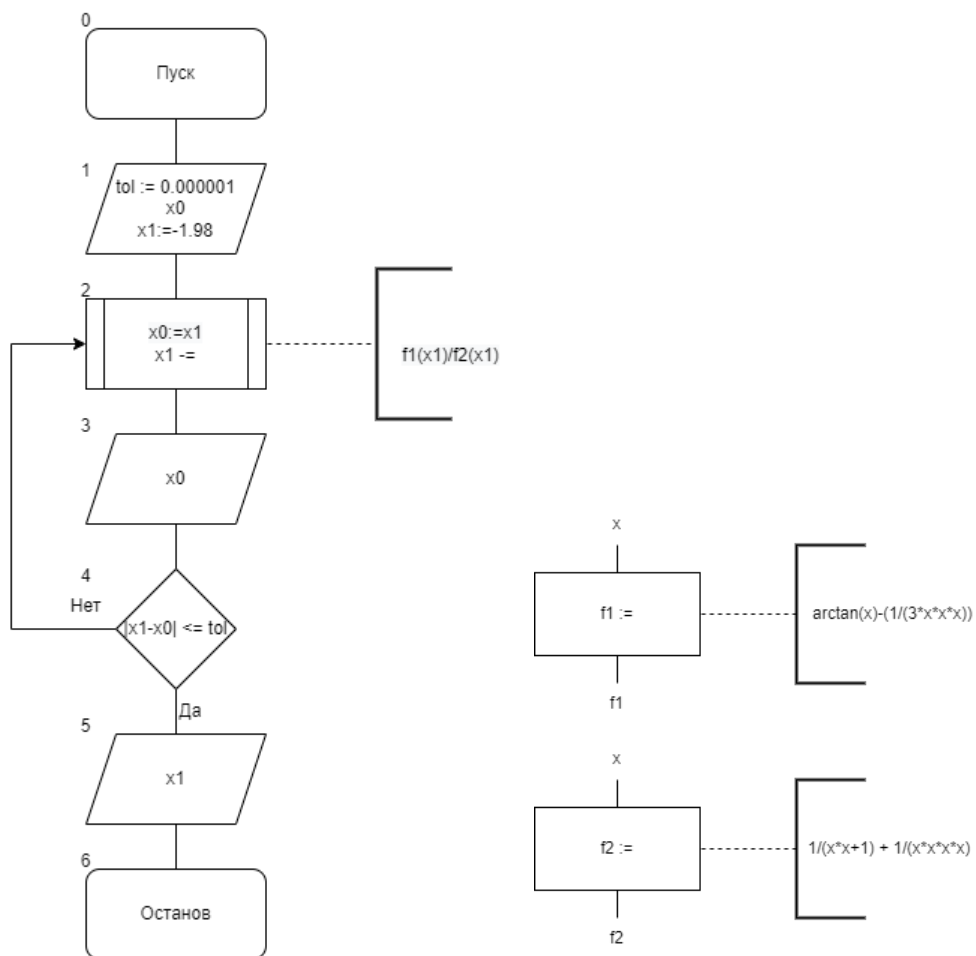 0
Пуск
1
tol := 0.000001
x0
x1:=-1.98
2
x0:=x1
x1 -=
f1(x1)/f2(x1)
3
x0
4
Нет
|x1-x0| <= tol
Да
5
x1
6
Останов
x
f1 :=
arctan(x)-(1/(3*x*x*x))
f1
x
f2 :=
1/(x*x+1) + 1/(x*x*x*x)
f2